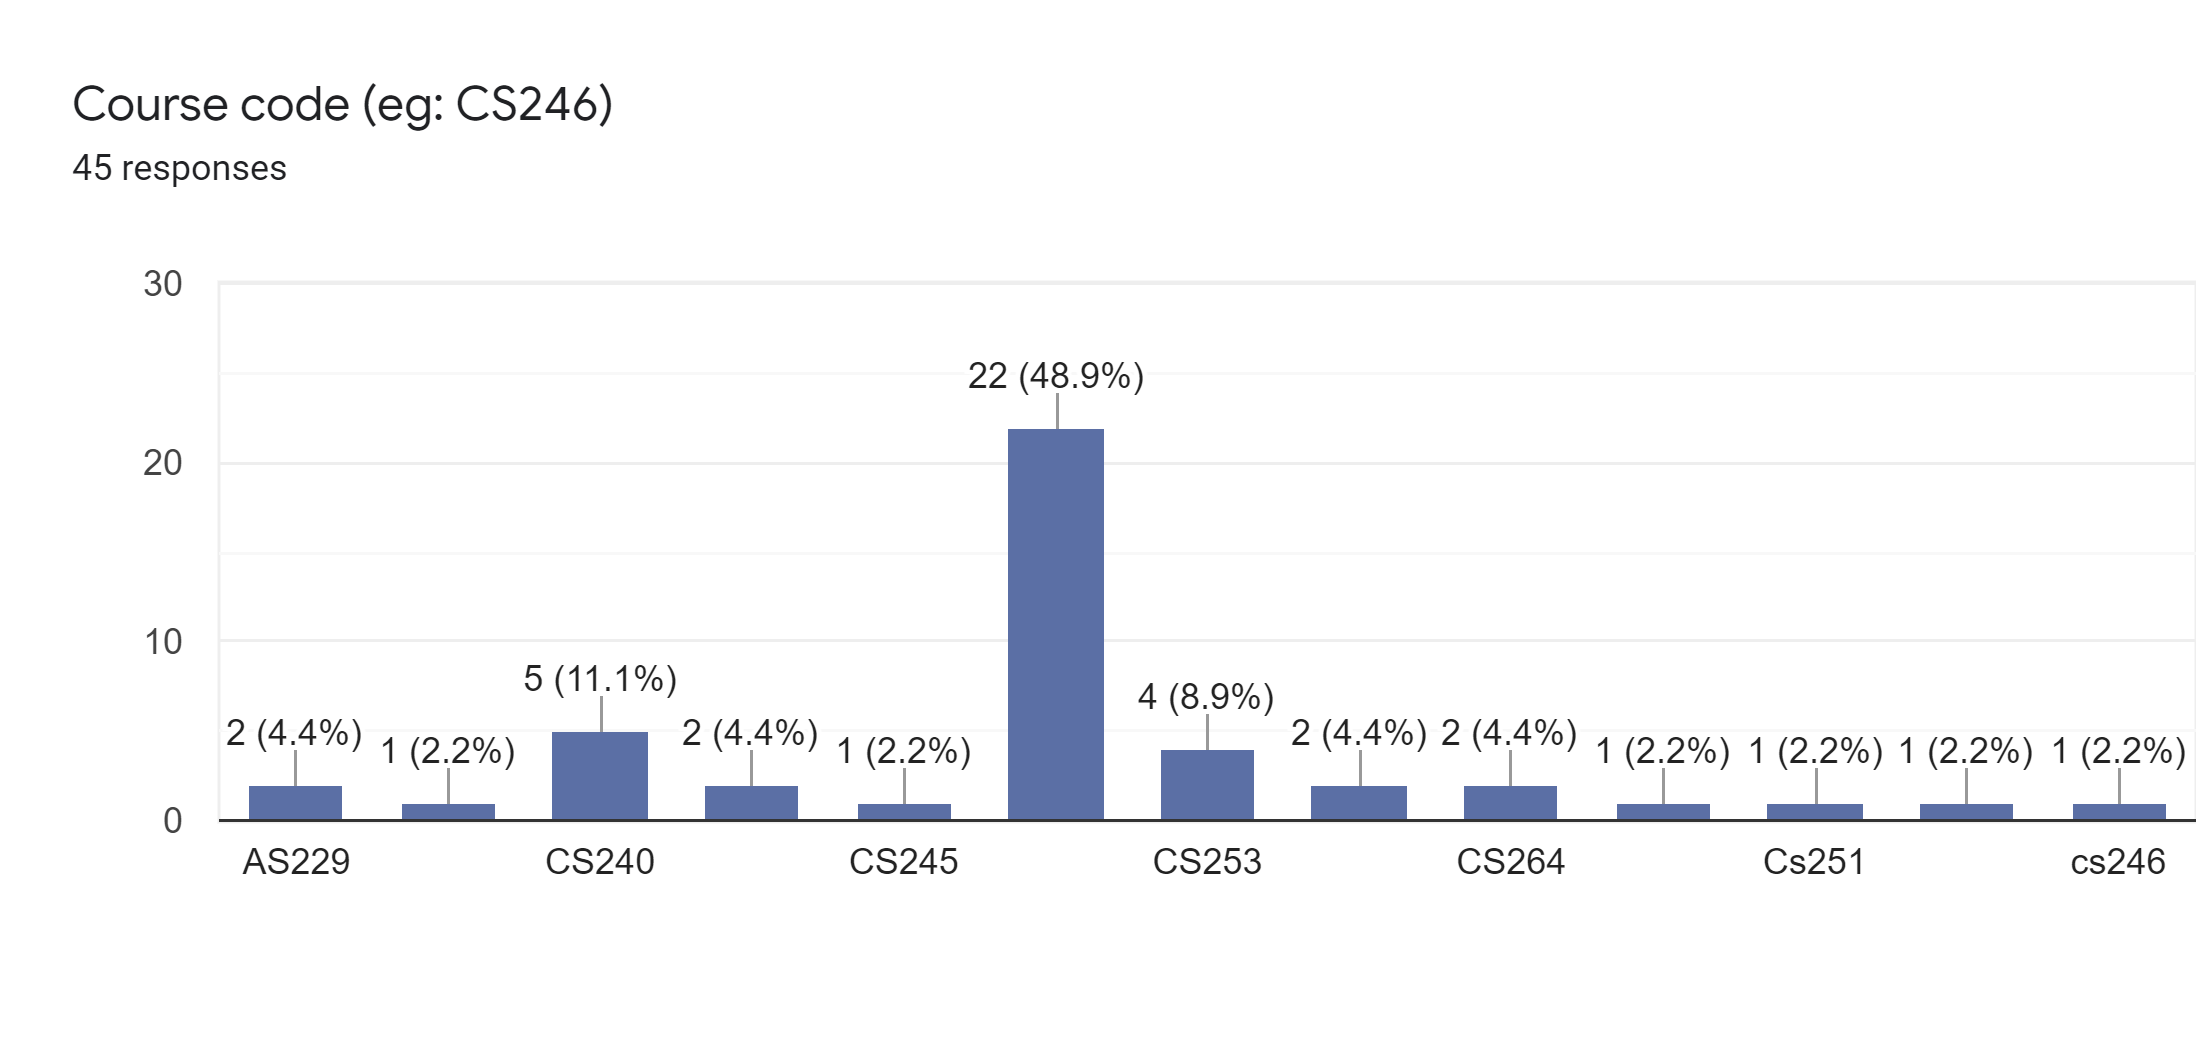 Course code (eg: CS246)
45 responses
30
22 (48.9%)
20
10
5 (11.1%)
4 (8.9%)
2 (4.4%) 1 (2.2%) 2 (4.4%) 1 (2.2%) 2 (4.4%) 2 (4.4%) 1 (2.2%) 1 (2.2%) 1 (2.2%) 1 (2.2%)
0
AS229 CS240 CS245 CS253 CS264 Cs251 cs246